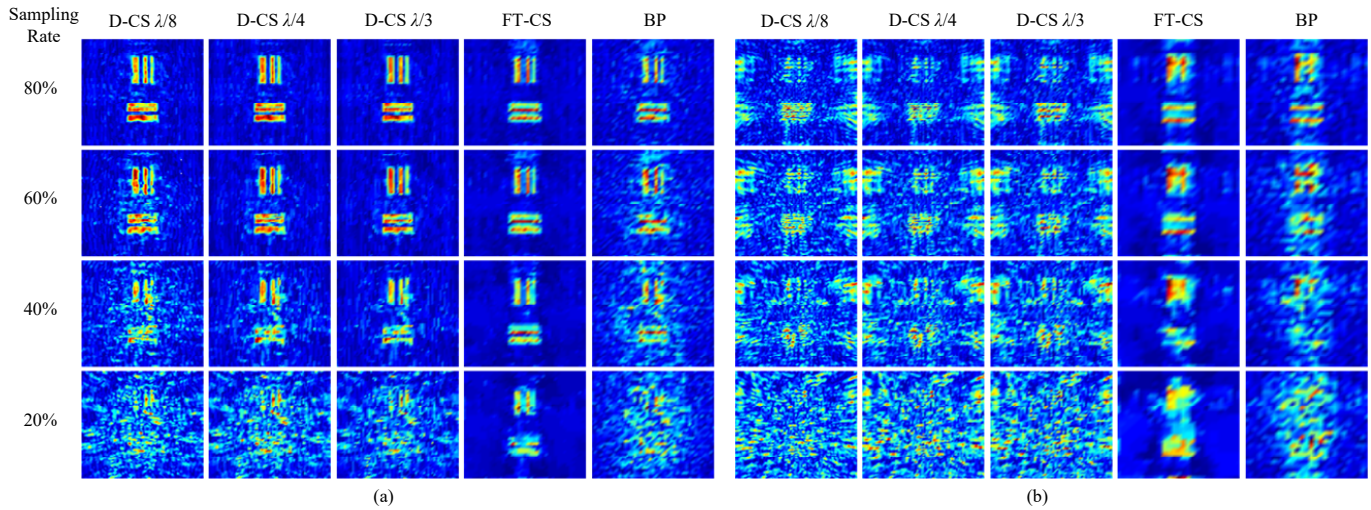 Sampling
Rate
D-CS λ/8 D-CS λ/4 D-CS λ/3 FT-CS BP D-CS λ/8 D-CS λ/4 D-CS λ/3 FT-CS BP
80%
60%
40%
20%
(a) (b)